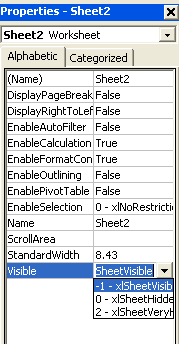 Properties - Sheet2
Sheet2 Worksheet
Alphabetic Categorized
(Name) Sheet2
DisplayPageBreak False
DisplayRightToLef False
EnableAutoFilter False
EnableCalculation True
EnableFormatCon True
EnableOutlining False
EnablePivotTable False
EnableSelection 0 - xlNoRestrictio
Name Sheet2
ScrollArea
StandardWidth 8.43
Visible SheetVisible
-1 - xlSheetVisib
0 - xlSheetHidde
2 - xlSheetVeryH